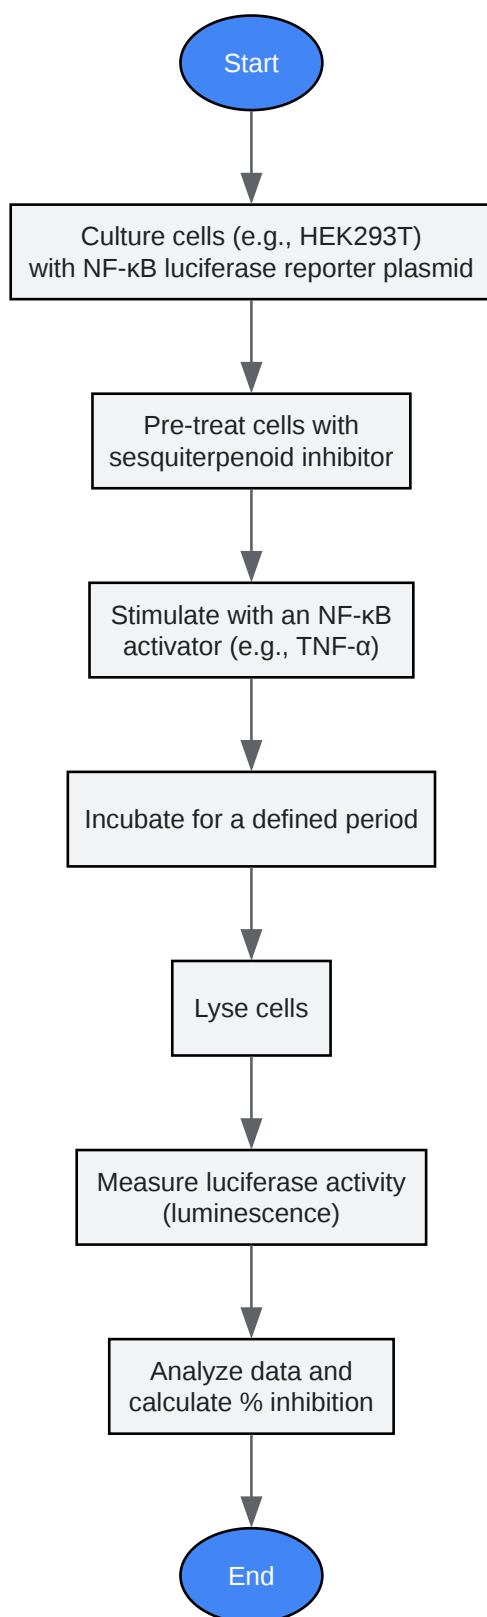 Start
Culture cells (e.g., HEK293T)
with NF-κB luciferase reporter plasmid
Pre-treat cells with
sesquiterpenoid inhibitor
Stimulate with an NF-κB
activator (e.g., TNF-α)
Incubate for a defined period
Lyse cells
Measure luciferase activity
(luminescence)
Analyze data and
calculate % inhibition
End